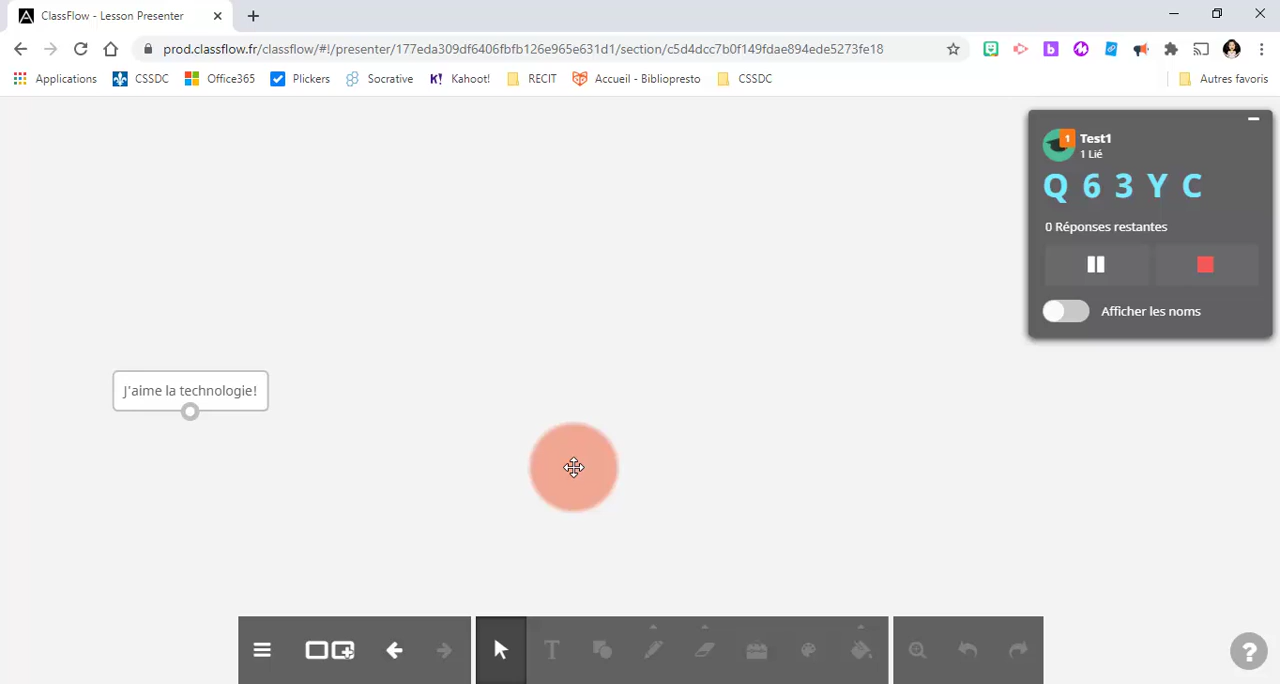 ClassFlow - Lesson Presenter
prod.classflow.fr/classflow/#!/presenter/177eda309df6406fbfb126e965e631d1/section/c5d4dcc7b0f149fdae894ede5273fe18
Applications CSSDC Office365 Plickers Socrative K! Kahoot! RECIT Accueil - Bibliopresto CSSDC Autres favoris
1 Test1
1 Lié
Q 6 3 Y C
0 Réponses restantes
Afficher les noms
J'aime la technologie!
T
?